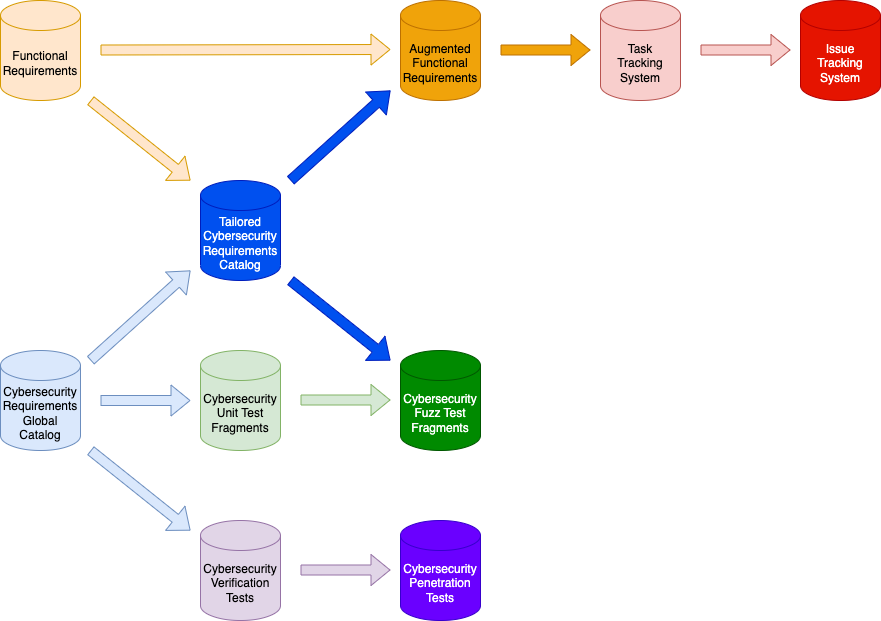 Functional
Requirements
Augmented
Functional
Requirements
Task
Tracking
System
Issue
Tracking
System
Tailored
Cybersecurity
Requirements
Catalog
Cybersecurity
Requirements
Global
Catalog
Cybersecurity
Unit Test
Fragments
Cybersecurity
Fuzz Test
Fragments
Cybersecurity
Verification
Tests
Cybersecurity
Penetration
Tests